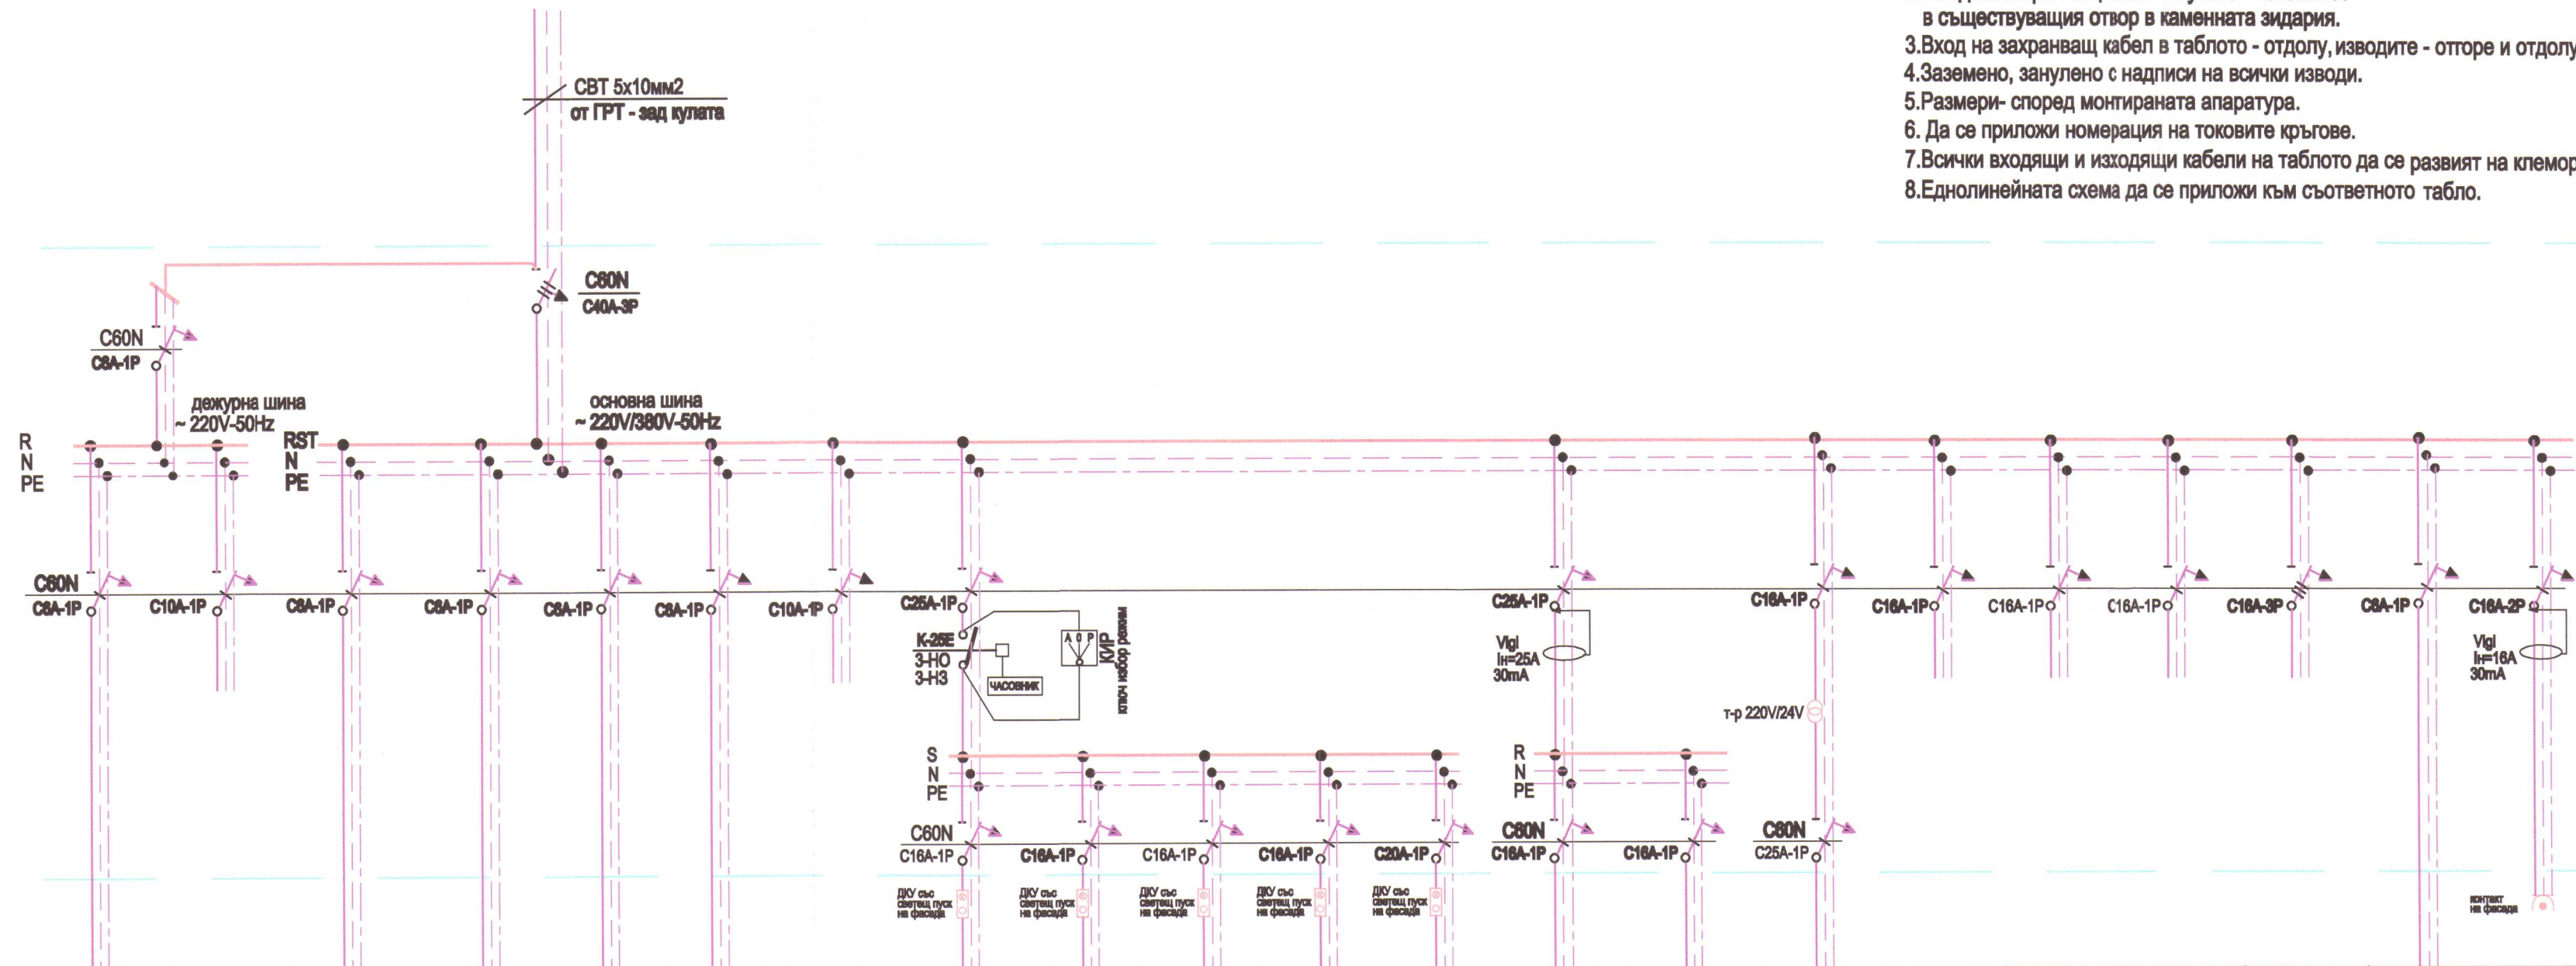 в съществуващия отвор в каменната зидария.
3.Вход на захранващ кабел в таблото - отдолу, изводите - отгоре и отдолу
4.Заземено, занулено с надписи на всички изводи.
5.Размери- според монтираната апаратура.
6. Да се приложи номерация на токовите кръгове.
7.Всички входящи и изходящи кабели на таблото да се развият на клемор
8.Еднолинейната схема да се приложи към съответното табло.
СВТ 5x10мм2
от ГРТ - зад кулата
C60N
C40A-3P
C60N
C6A-1P
дежурна шина
~ 220V-50Hz
основна шина
~ 220V/380V-50Hz
R
N
PE
RST
N
PE
C60N
C6A-1P
C10A-1P
C6A-1P
C6A-1P
C6A-1P
C6A-1P
C10A-1P
C25A-1P
C25A-1P
C16A-1P
C16A-1P
C16A-1P
C16A-1P
C16A-3P
C6A-1P
C16A-2P
К-25Е
3-НО
3-НЗ
ЧАСОВНИК
А 0 Р
КИР
ключ избор режим
Vigi
Iн=25A
30mA
Vigi
Iн=16A
30mA
т-р 220V/24V
S
N
PE
R
N
PE
C60N
C16A-1P
C16A-1P
C16A-1P
C16A-1P
C20A-1P
C60N
C16A-1P
C16A-1P
C60N
C25A-1P
ДКУ със
светещ пуск
на фасада
ДКУ със
светещ пуск
на фасада
ДКУ със
светещ пуск
на фасада
ДКУ със
светещ пуск
на фасада
ДКУ със
светещ пуск
на фасада
контакт
на фасада